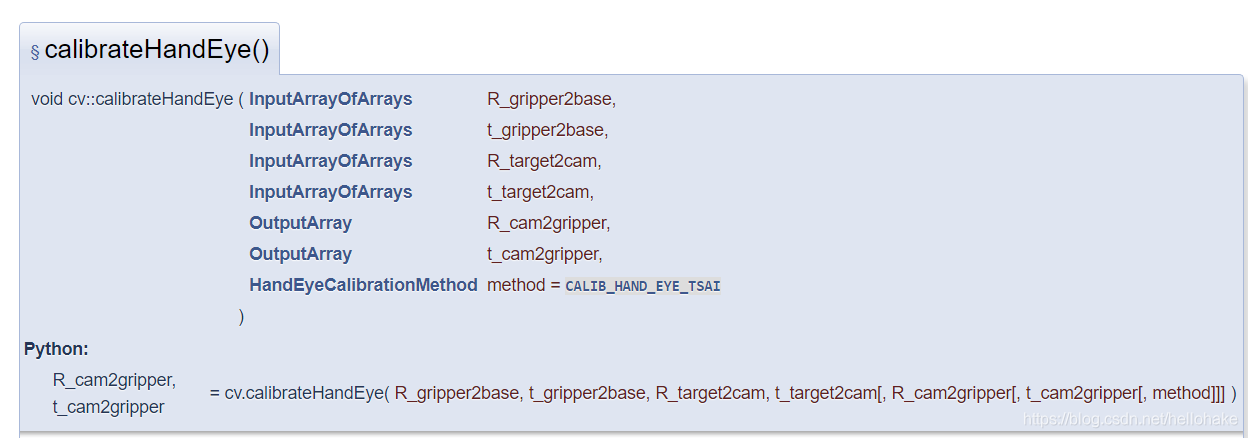 § calibrateHandEye()
void cv::calibrateHandEye ( InputArrayOfArrays R_gripper2base,
InputArrayOfArrays t_gripper2base,
InputArrayOfArrays R_target2cam,
InputArrayOfArrays t_target2cam,
OutputArray R_cam2gripper,
OutputArray t_cam2gripper,
HandEyeCalibrationMethod method = CALIB_HAND_EYE_TSAI
)
Python:
R_cam2gripper,
t_cam2gripper
= cv.calibrateHandEye( R_gripper2base, t_gripper2base, R_target2cam, t_target2cam[, R_cam2gripper[, t_cam2gripper[, method]]] )
https://blog.csdn.net/hellohake